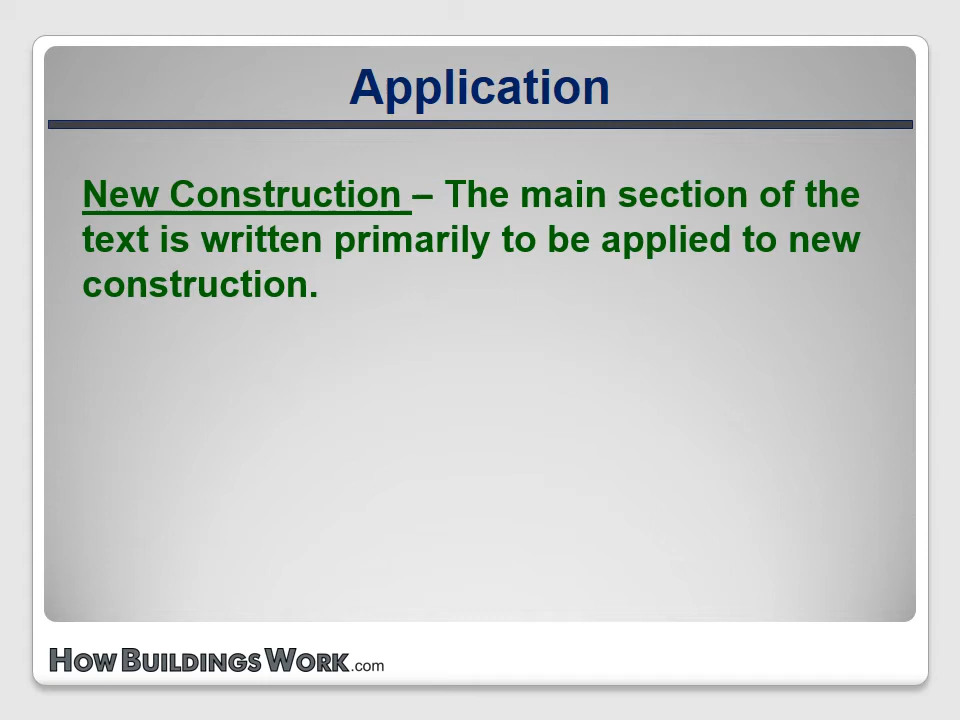 Application
New Construction – The main section of the
text is written primarily to be applied to new
construction.
HOWBUILDINGSWORK.com